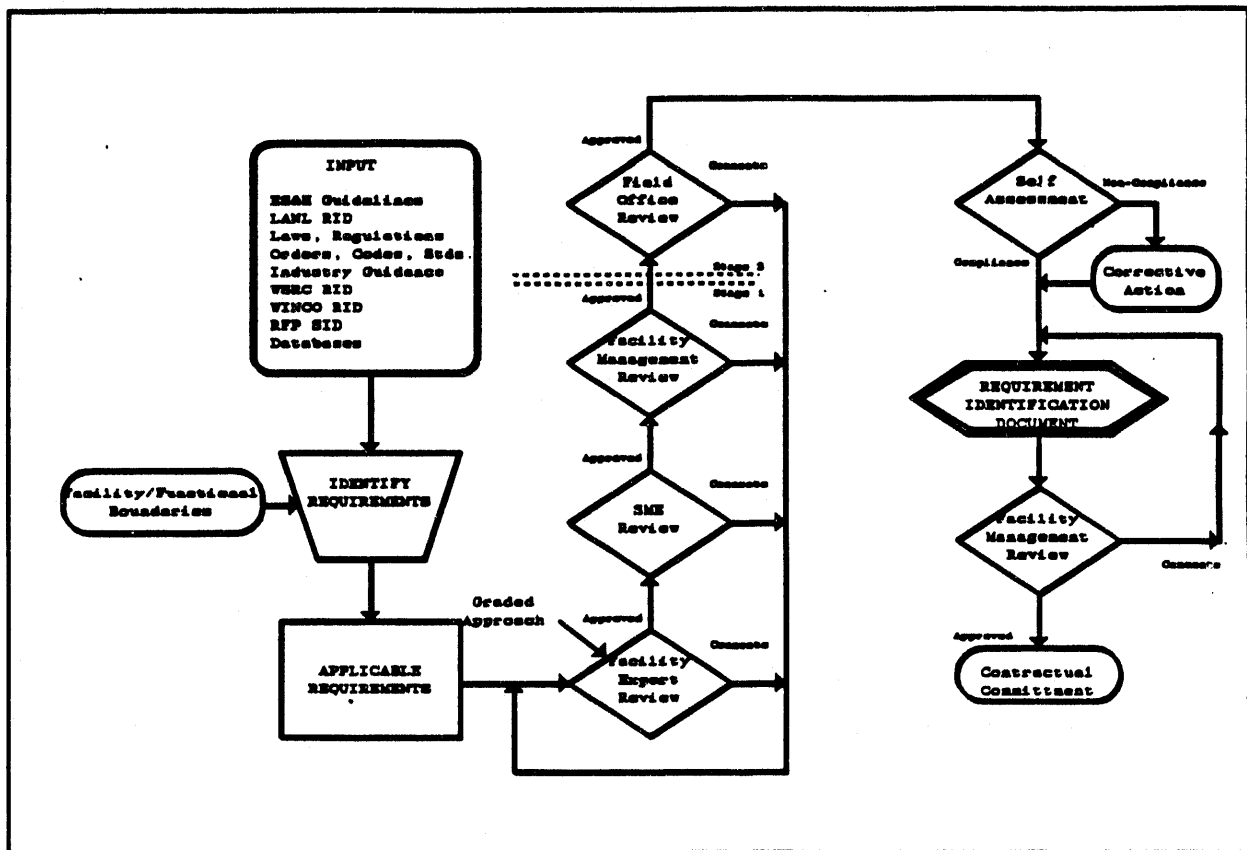 INPUT
Guidelines
LANL RID
Laws, Regulations
Orders, Codes, Stds.
Industry Guidance
WSRC RID
WINCO RID
RFP SID
Databases
Facility/Functional
Boundaries
IDENTIFY
REQUIREMENTS
APPLICABLE
REQUIREMENTS
Graded
Approach
Approved
Comments
Field
Office
Review
Stage 2
Stage 1
Approved
Comments
Facility
Management
Review
Approved
Comments
SME
Review
Approved
Comments
Facility
Expert
Review
Self
Assessment
Non-Compliance
Compliance
Corrective
Action
REQUIREMENT
IDENTIFICATION
DOCUMENT
Facility
Management
Review
Comments
Approved
Contractual
Committment